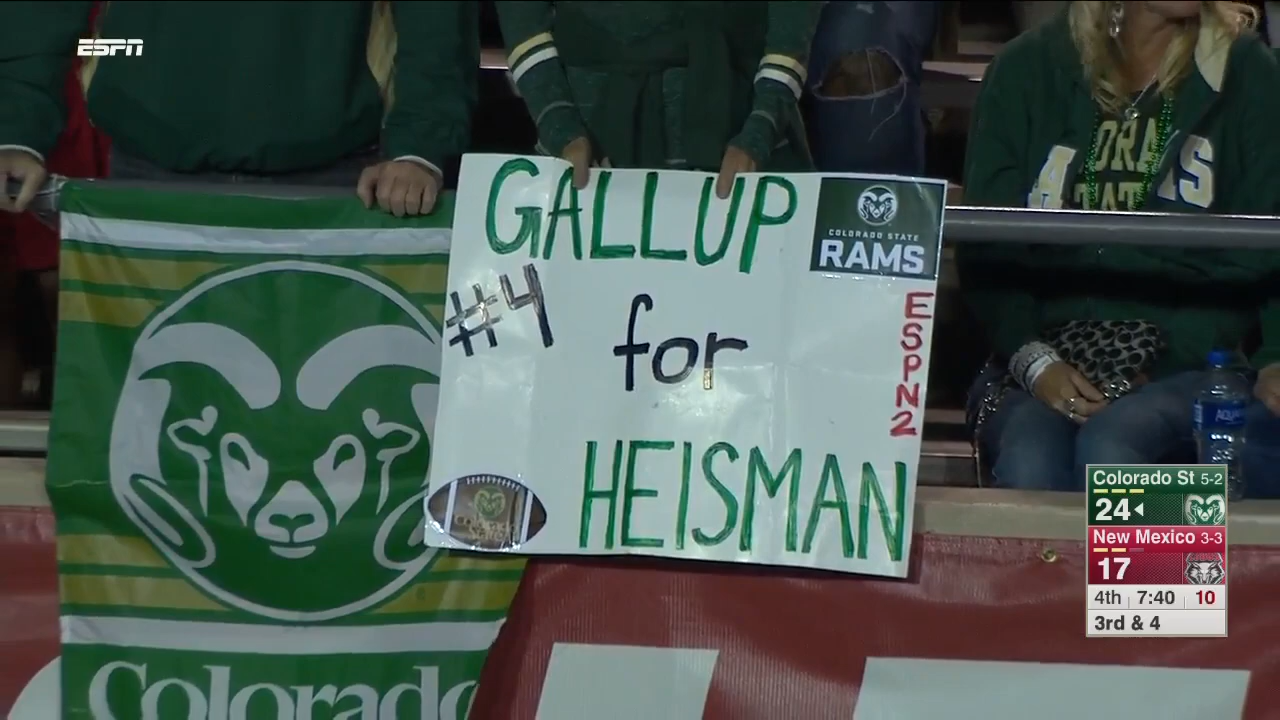 ESPN
GALLUP
#4
for
HEISMAN
COLORADO STATE
RAMS
ESPN2
Colorado St 5-2
24
New Mexico 3-3
17
4th 7:40 10
3rd & 4